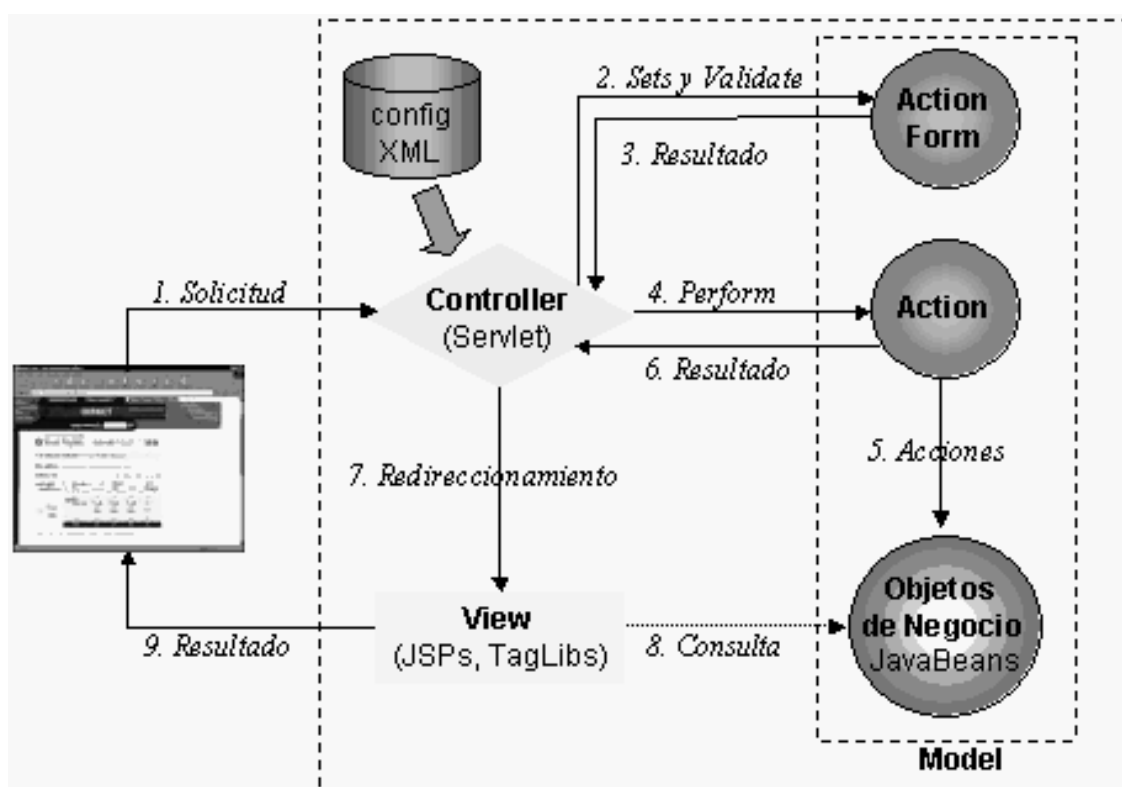 config
XML
2. Sets y Validate
Action
Form
3. Resultado
1. Solicitud
Controller
(Servlet)
4. Perform
Action
6. Resultado
5. Acciones
7. Redireccionamiento
View
(JSPs, TagLibs)
8. Consulta
Objetos
de Negocio
JavaBeans
9. Resultado
Model